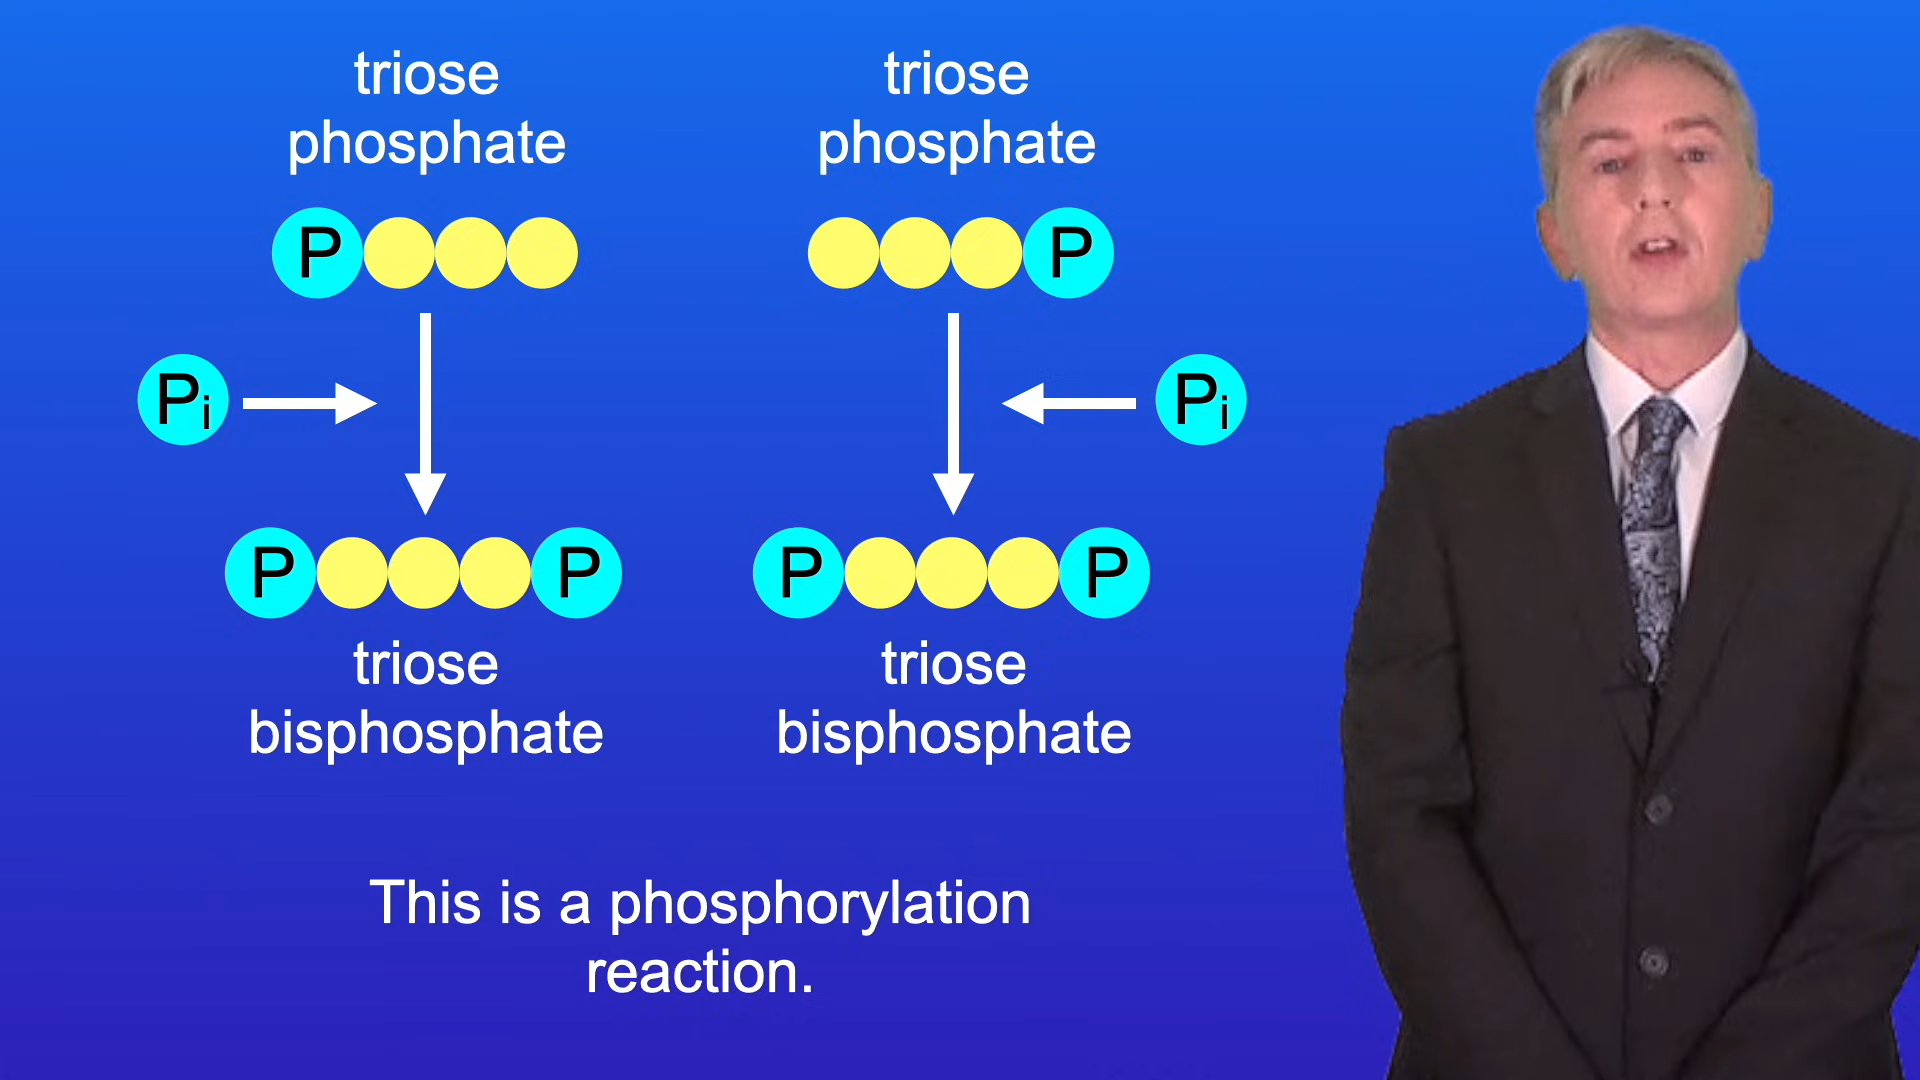 triose
phosphate
triose
phosphate
P
P
Pi
Pi
P
P
P
P
triose
bisphosphate
triose
bisphosphate
This is a phosphorylation
reaction.